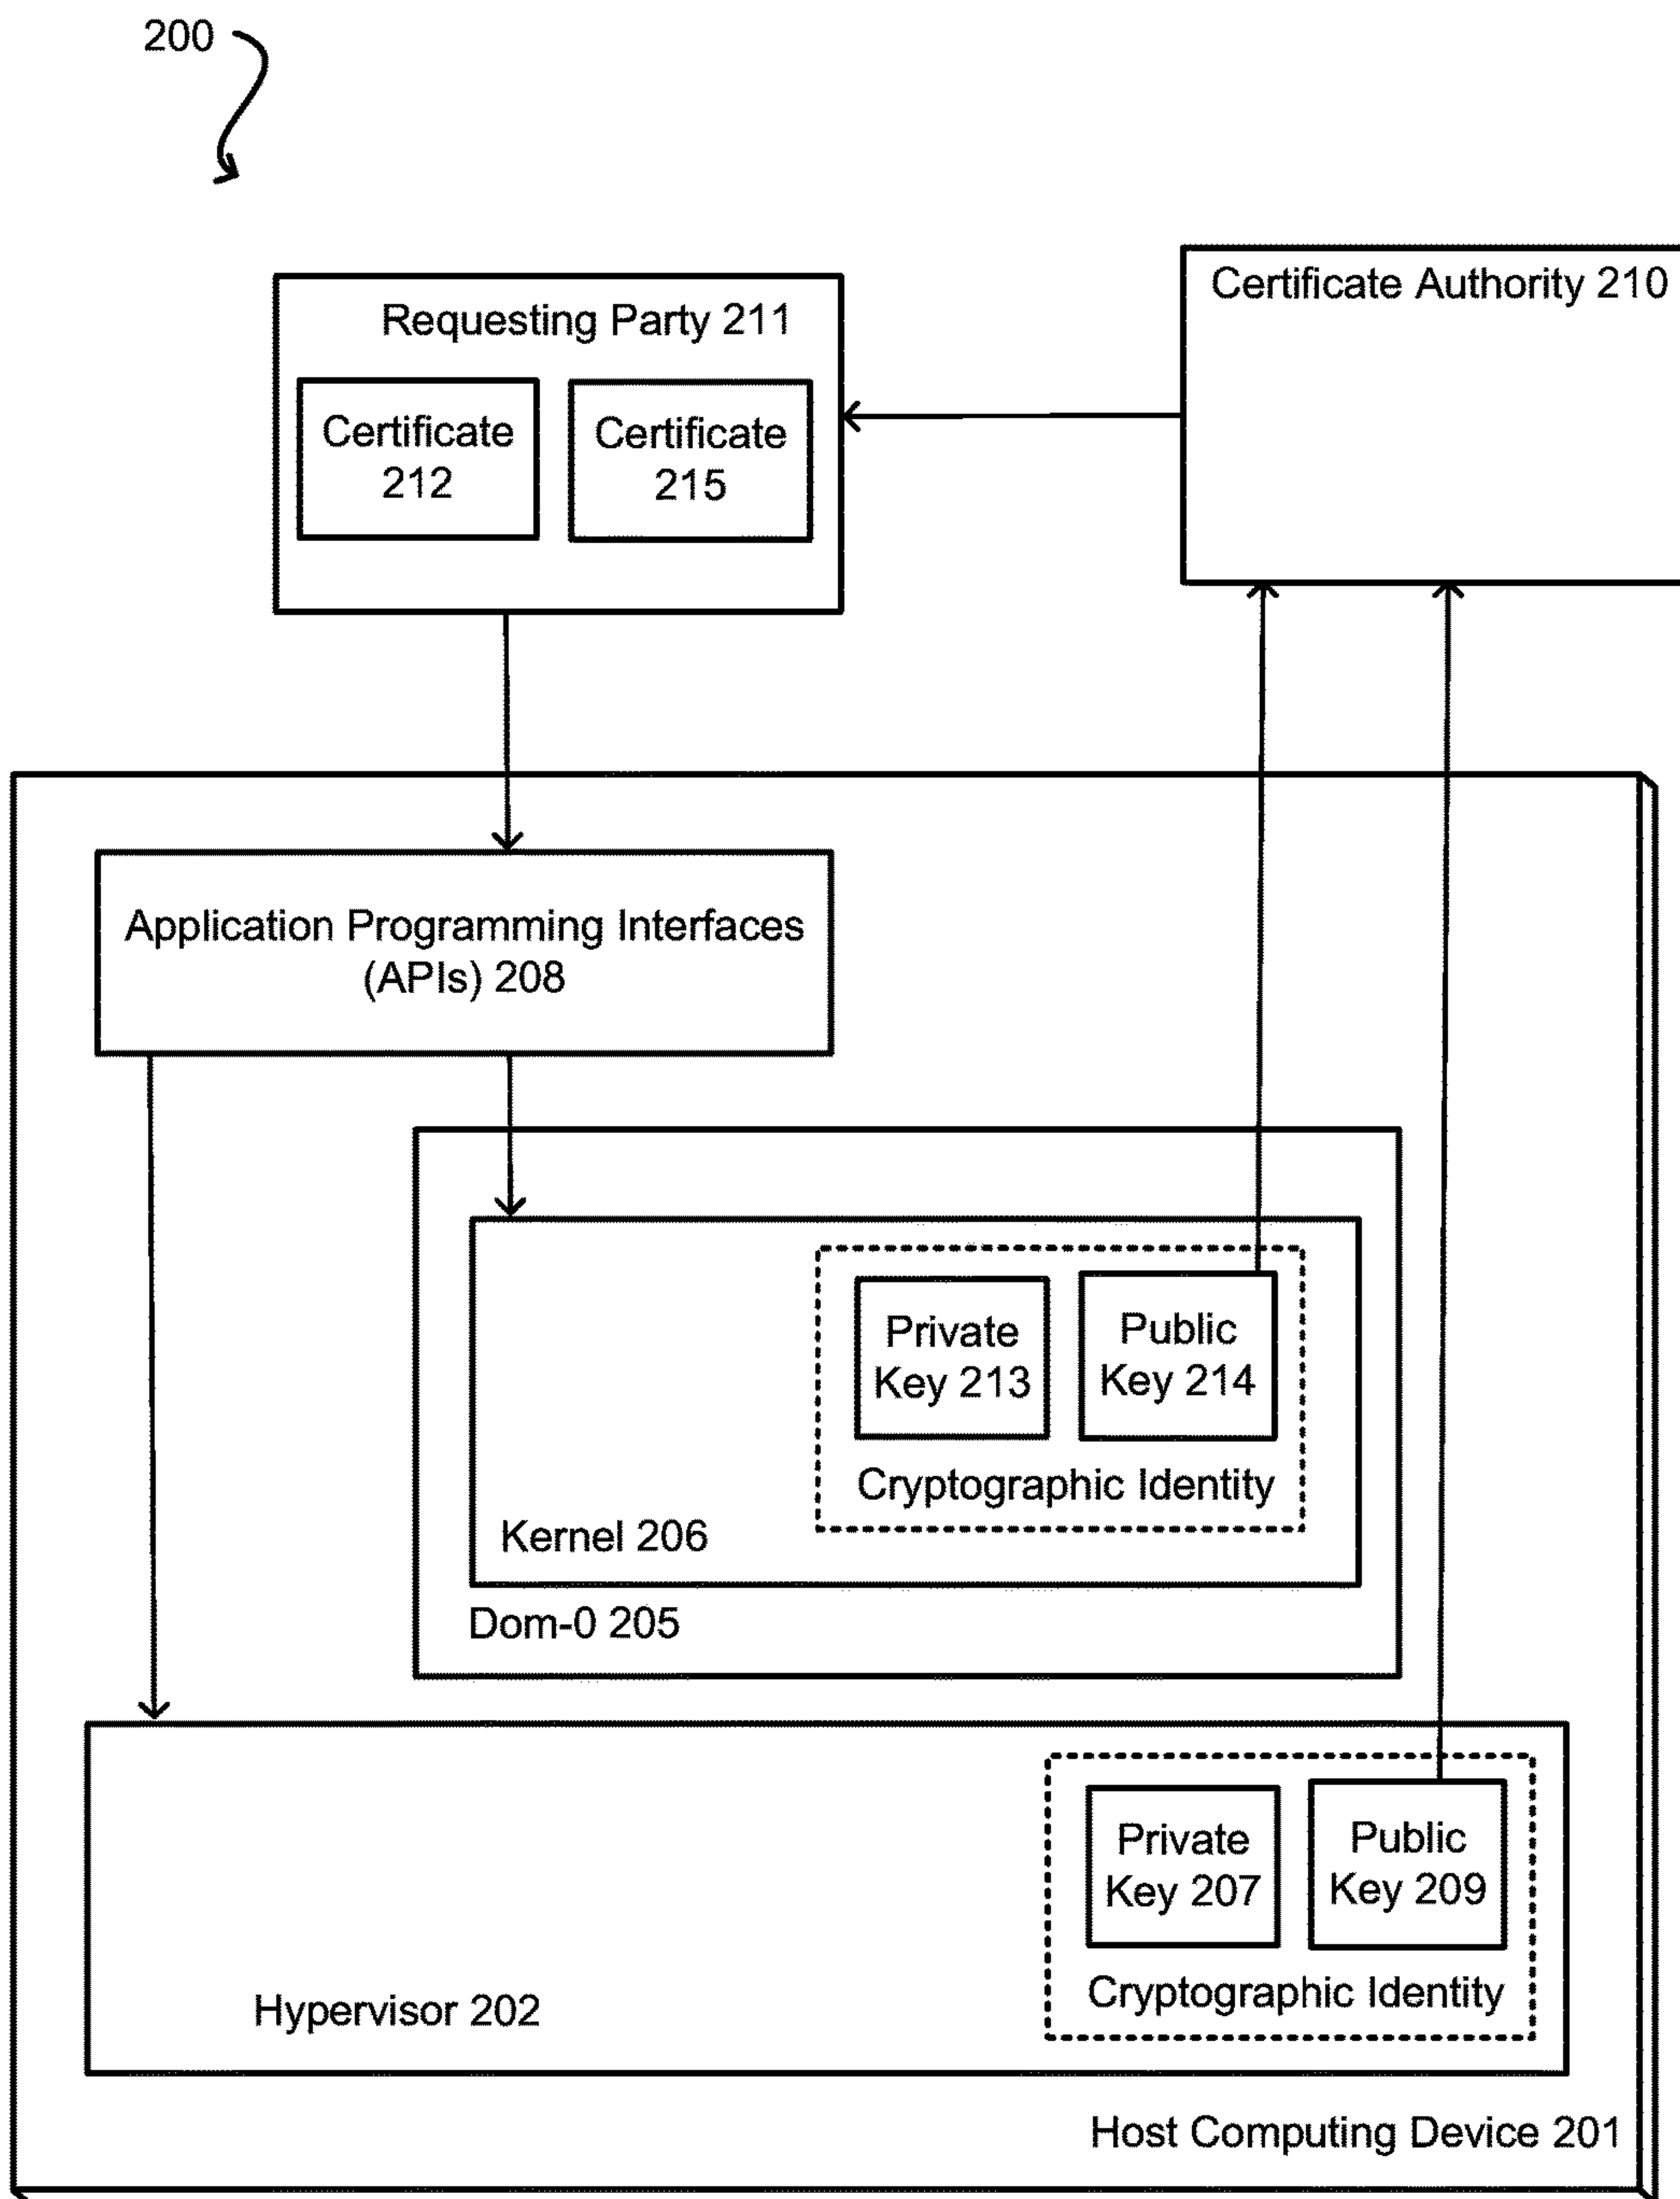 200
Certificate Authority 210
Requesting Party 211
Certificate
212
Certificate
215
Application Programming Interfaces
(APIs) 208
Private
Key 213
Public
Key 214
Cryptographic Identity
Kernel 206
Dom-0 205
Private
Key 207
Public
Key 209
Cryptographic Identity
Hypervisor 202
Host Computing Device 201